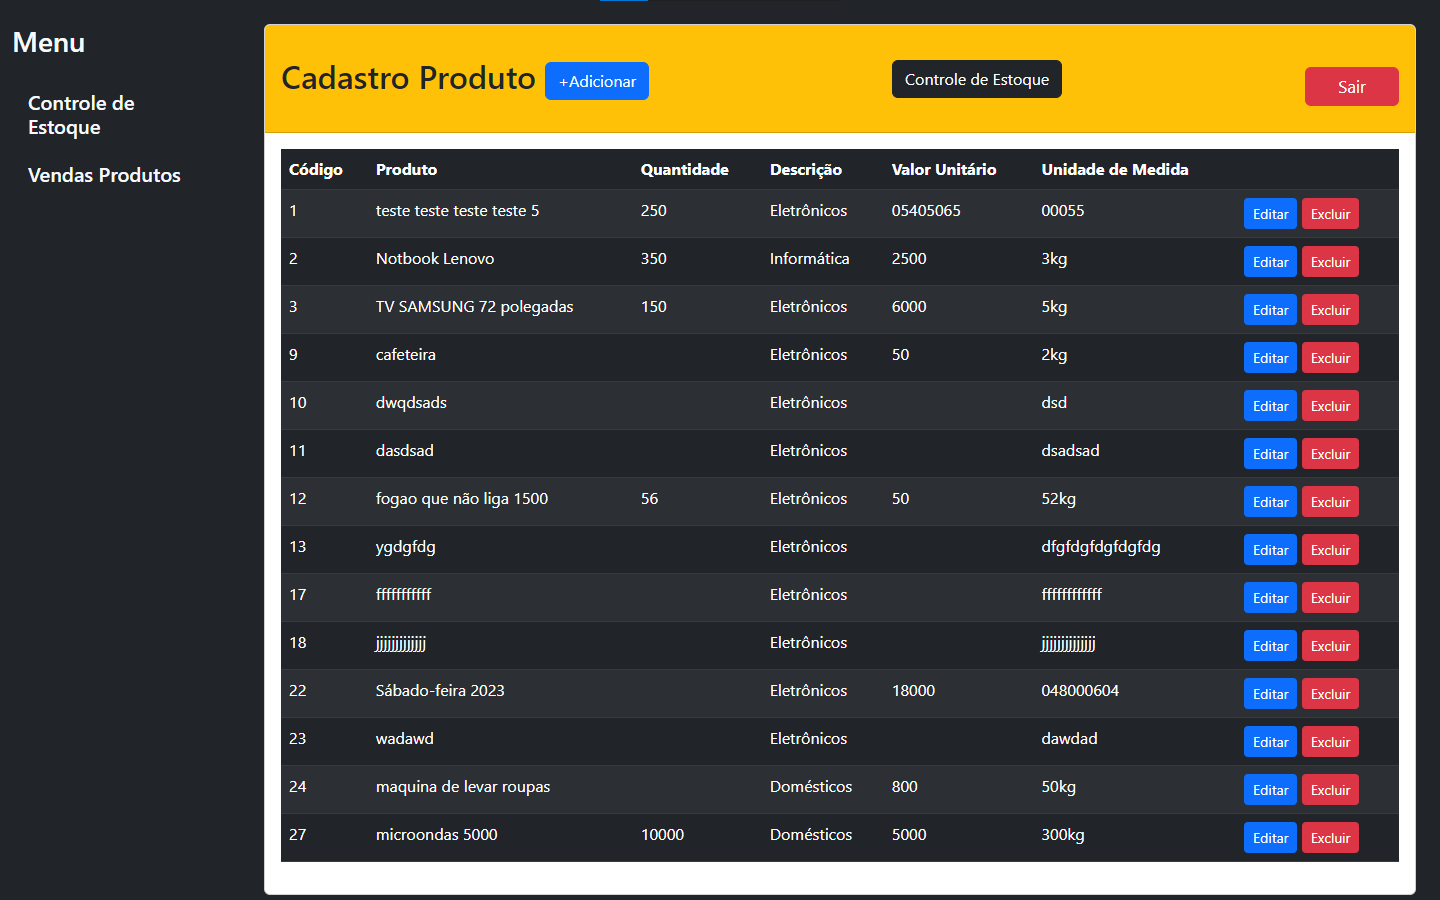 Menu
Controle de
Estoque
Vendas Produtos
Cadastro Produto +Adicionar Controle de Estoque Sair
Código Produto Quantidade Descrição Valor Unitário Unidade de Medida
1 teste teste teste teste 5 250 Eletrônicos 05405065 00055 Editar Excluir
2 Notbook Lenovo 350 Informática 2500 3kg Editar Excluir
3 TV SAMSUNG 72 polegadas 150 Eletrônicos 6000 5kg Editar Excluir
9 cafeteira Eletrônicos 50 2kg Editar Excluir
10 dwqdsads Eletrônicos dsd Editar Excluir
11 dasdsad Eletrônicos dsadsad Editar Excluir
12 fogao que não liga 1500 56 Eletrônicos 50 52kg Editar Excluir
13 ygdgfdg Eletrônicos dfgfdgfdgfdgfdg Editar Excluir
17 fffffffffff Eletrônicos ffffffffffff Editar Excluir
18 jjjjjjjjjjjjj Eletrônicos jjjjjjjjjjjjjj Editar Excluir
22 Sábado-feira 2023 Eletrônicos 18000 048000604 Editar Excluir
23 wadawd Eletrônicos dawdad Editar Excluir
24 maquina de levar roupas Domésticos 800 50kg Editar Excluir
27 microondas 5000 10000 Domésticos 5000 300kg Editar Excluir